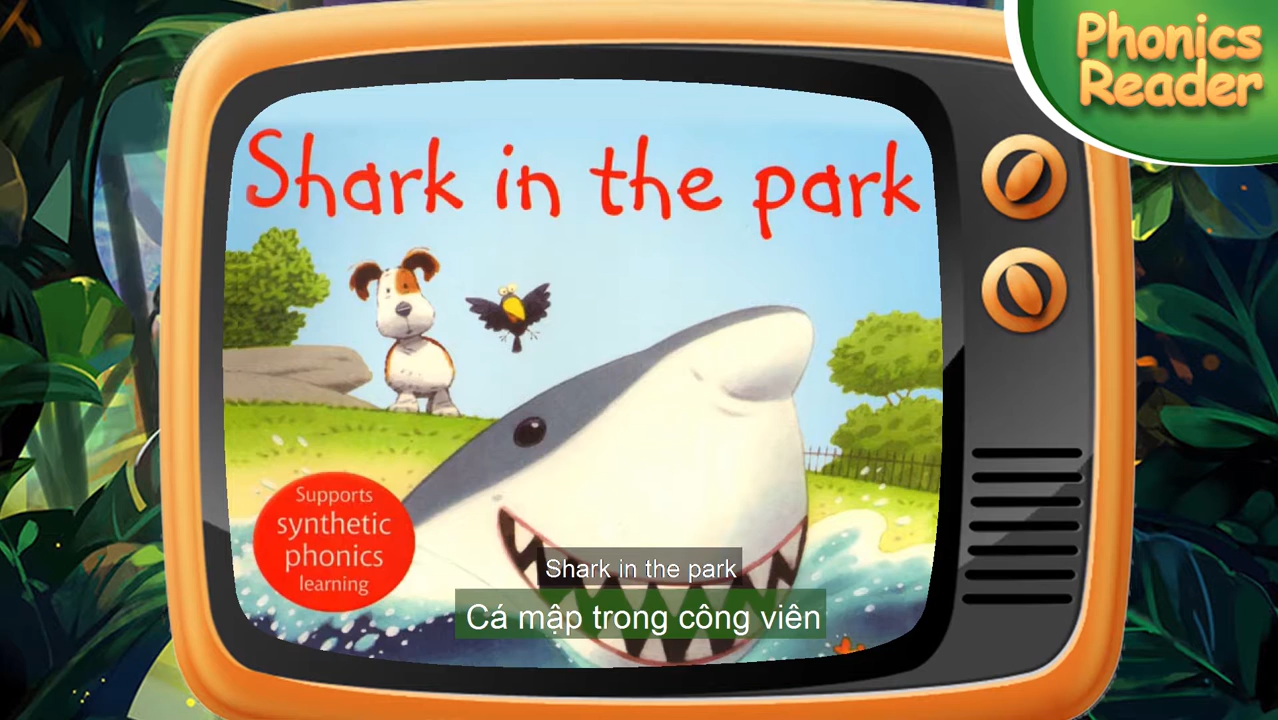 Phonics
Reader
Shark in the park
Supports
synthetic
phonics
learning
Shark in the park
Cá mập trong công viên